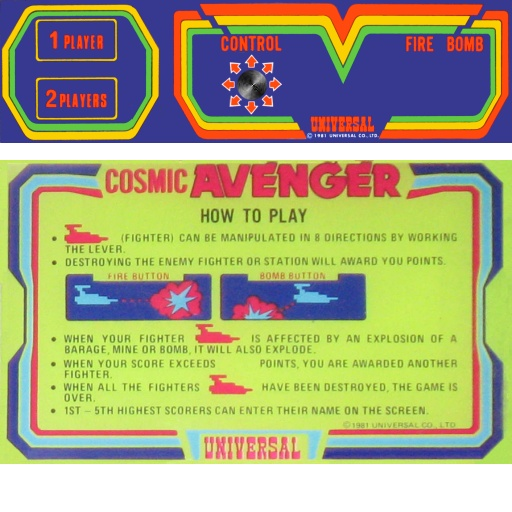 1 PLAYER
2 PLAYERS
CONTROL
FIRE BOMB
UNIVERSAL
© 1981 UNIVERSAL CO., LTD.
COSMIC AVENGER
HOW TO PLAY
• (FIGHTER) CAN BE MANIPULATED IN 8 DIRECTIONS BY WORKING
THE LEVER.
• DESTROYING THE ENEMY FIGHTER OR STATION WILL AWARD YOU POINTS.
FIRE BUTTON
BOMB BUTTON
• WHEN YOUR FIGHTER IS AFFECTED BY AN EXPLOSION OF A
BARAGE, MINE OR BOMB, IT WILL ALSO EXPLODE.
• WHEN YOUR SCORE EXCEEDS POINTS, YOU ARE AWARDED ANOTHER
FIGHTER.
• WHEN ALL THE FIGHTERS HAVE BEEN DESTROYED, THE GAME IS
OVER.
• 1ST – 5TH HIGHEST SCORERS CAN ENTER THEIR NAME ON THE SCREEN.
© 1981 UNIVERSAL CO., LTD
UNIVERSAL